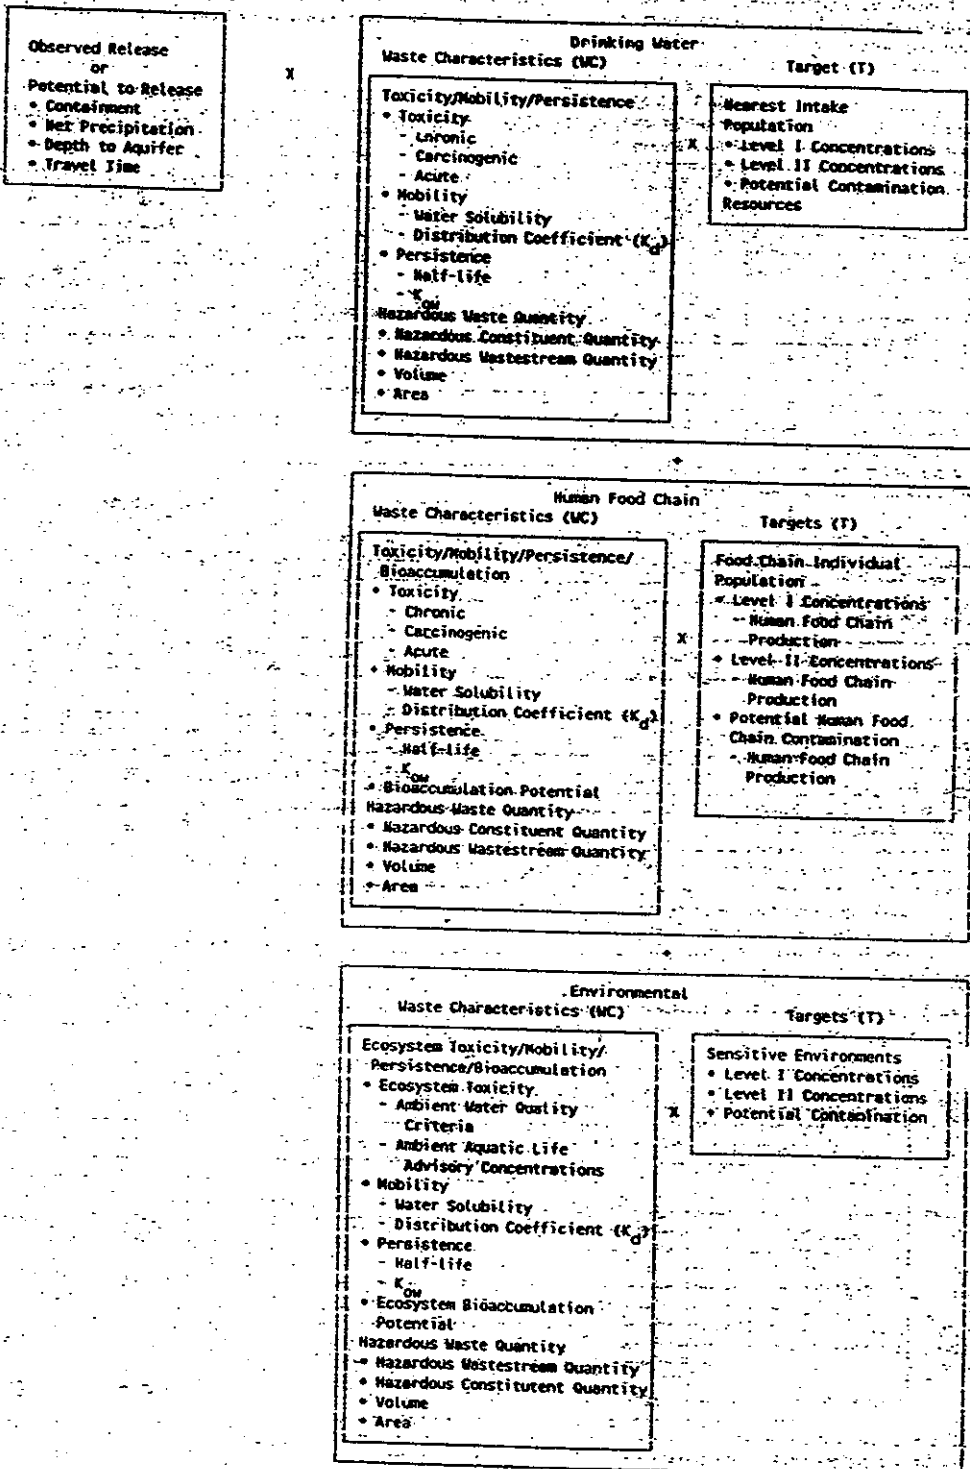 Observed Release
or
Potential to Release
• Containment
• Net Precipitation
• Depth to Aquifer
• Travel Time
X
Drinking Water
Waste Characteristics (WC)
Target (T)
Toxicity/Mobility/Persistence
• Toxicity
- Chronic
- Carcinogenic
- Acute
• Mobility
- Water Solubility
- Distribution Coefficient (Kd)
• Persistence
- Half-life
- Kow
Hazardous Waste Quantity
• Hazardous Constituent Quantity
• Hazardous Wastestream Quantity
• Volume
• Area
X
Nearest Intake
Population
• Level I Concentrations
• Level II Concentrations
• Potential Contamination
Resources
+
Human Food Chain
Waste Characteristics (WC)
Targets (T)
Toxicity/Mobility/Persistence/
Bioaccumulation
• Toxicity
- Chronic
- Carcinogenic
- Acute
• Mobility
- Water Solubility
- Distribution Coefficient (Kd)
• Persistence
- Half-life
- Kow
• Bioaccumulation Potential
Hazardous Waste Quantity
• Hazardous Constituent Quantity
• Hazardous Wastestream Quantity
• Volume
• Area
X
Food Chain Individual
Population
• Level I Concentrations
- Human Food Chain
Production
• Level II Concentrations
- Human Food Chain
Production
• Potential Human Food
Chain Contamination
- Human food Chain
Production
+
Environmental
Waste Characteristics (WC)
Targets (T)
Ecosystem Toxicity/Mobility/
Persistence/Bioaccumulation
• Ecosystem Toxicity
- Ambient Water Quality
Criteria
- Ambient Aquatic Life
Advisory Concentrations
• Mobility
- Water Solubility
- Distribution Coefficient (Kd)
• Persistence
- Half-life
- Kow
• Ecosystem Bioaccumulation
Potential
Hazardous Waste Quantity
• Hazardous Wastestream Quantity
• Hazardous Constitutent Quantity
• Volume
• Area
X
Sensitive Environments
• Level I Concentrations
• Level II Concentrations
• Potential Contamination